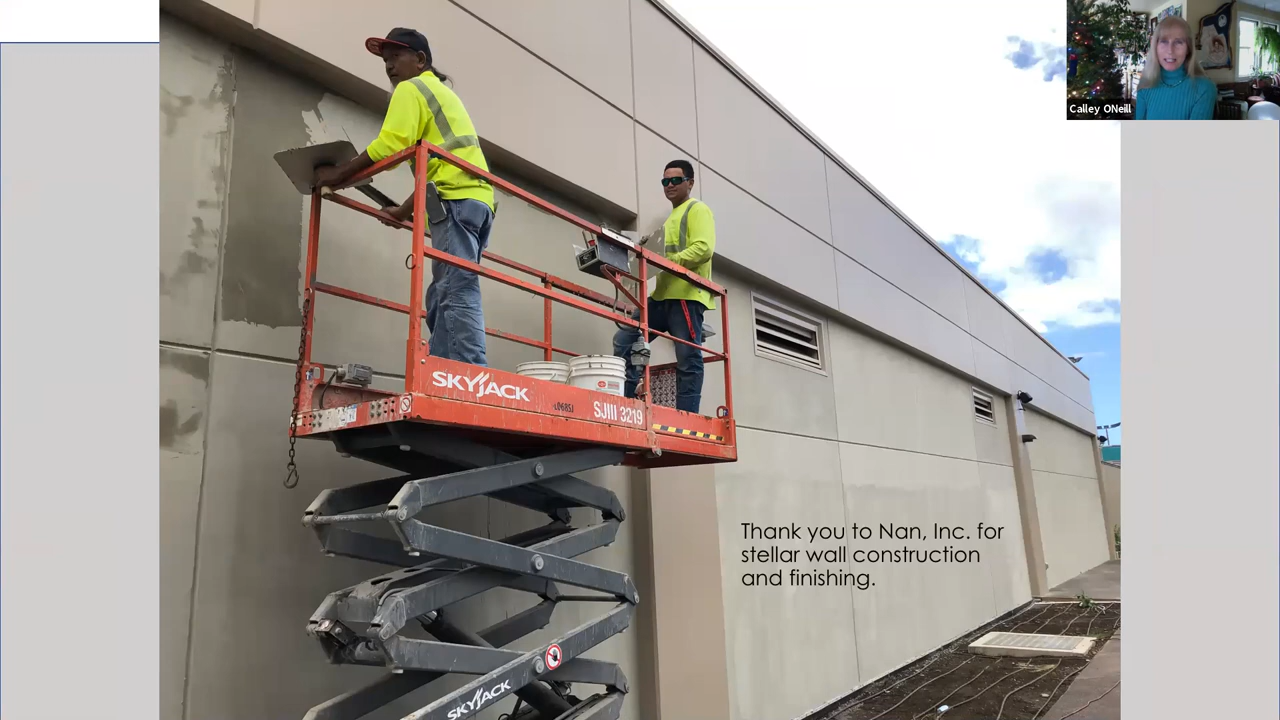 Calley ONeill
SKYJACK
SJIII 3219
Thank you to Nan, Inc. for
stellar wall construction
and finishing.
SKYJACK